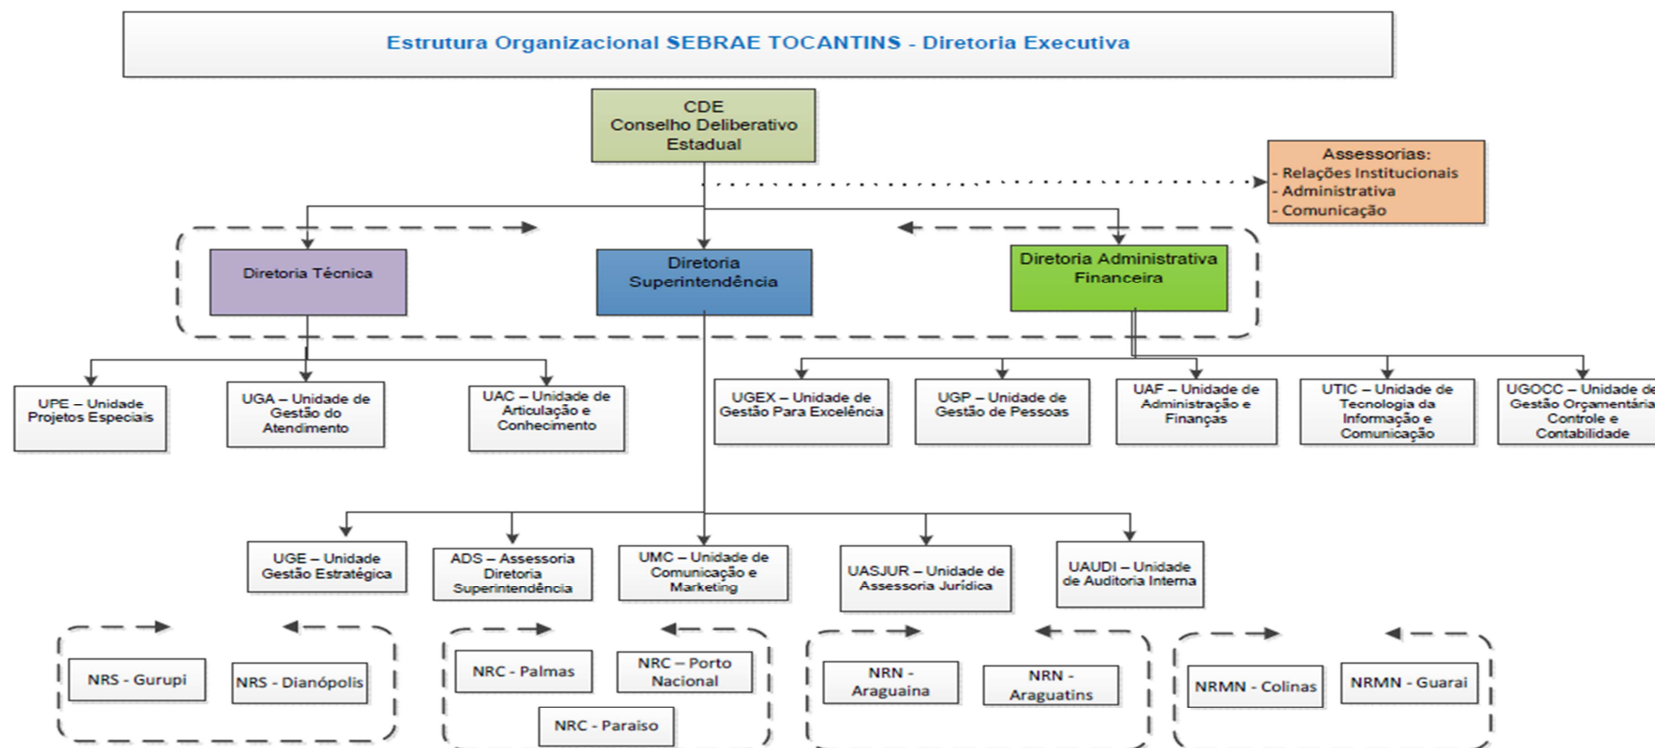 Estrutura Organizacional SEBRAE TOCANTINS - Diretoria Executiva
CDE
Conselho Deliberativo
Estadual
Assessorias:
- Relações Institucionais
- Administrativa
- Comunicação
Diretoria Técnica
Diretoria
Superintendência
Diretoria Administrativa
Financeira
UPE – Unidade
Projetos Especiais
UGA – Unidade de
Gestão do
Atendimento
UAC – Unidade de
Articulação e
Conhecimento
UGEX – Unidade de
Gestão Para Excelência
UGP – Unidade de
Gestão de Pessoas
UAF – Unidade de
Administração e
Finanças
UTIC – Unidade de
Tecnologia da
Informação e
Comunicação
UGOCC – Unidade de
Gestão Orçamentária
Controle e
Contabilidade
UGE – Unidade
Gestão Estratégica
ADS – Assessoria
Diretoria
Superintendência
UMC – Unidade de
Comunicação e
Marketing
UASJUR – Unidade de
Assessoria Jurídica
UAUDI – Unidade
de Auditoria Interna
NRS - Gurupi
NRS - Dianópolis
NRC - Palmas
NRC – Porto
Nacional
NRC - Paraiso
NRN -
Araguaina
NRN -
Araguatins
NRMN - Colinas
NRMN - Guarai